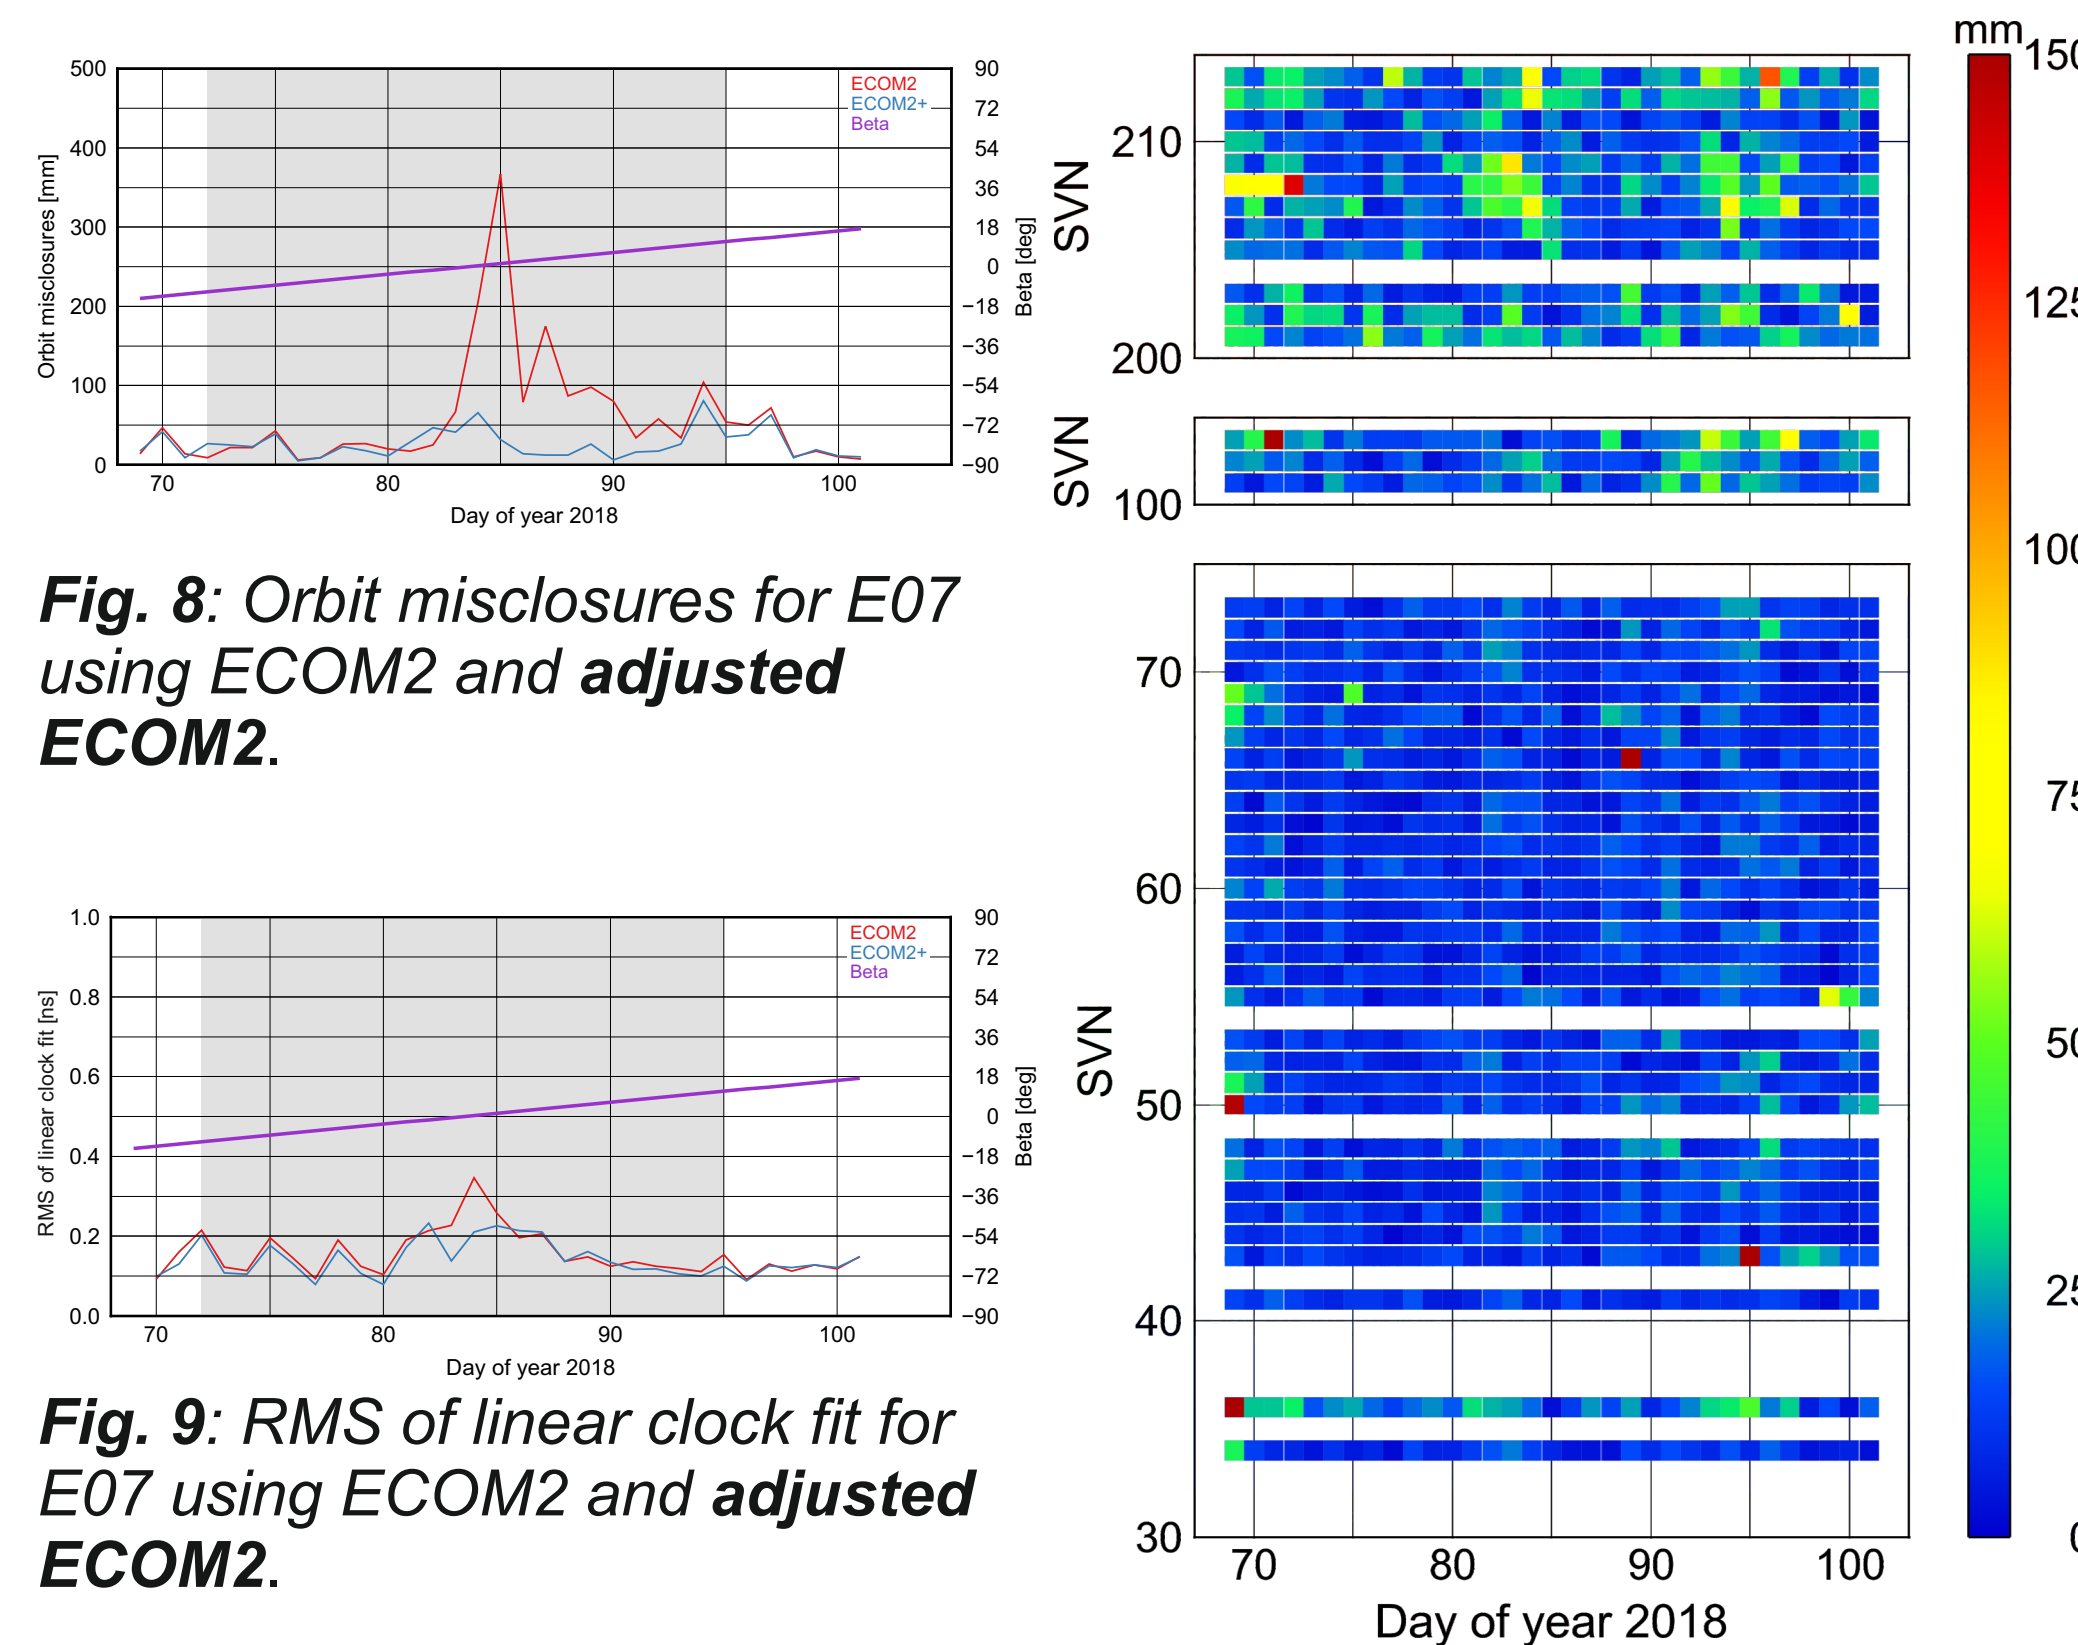 500
400
300
200
100
0
Orbit misclosures [mm]
90
72
54
36
18
0
−18
−36
−54
−72
−90
Beta [deg]
ECOM2
ECOM2+
Beta
70 80 90 100
Day of year 2018
Fig. 8: Orbit misclosures for E07
using ECOM2 and adjusted
ECOM2.
1.0
0.8
0.6
0.4
0.2
0.0
RMS of linear clock fit [ns]
90
72
54
36
18
0
−18
−36
−54
−72
−90
Beta [deg]
ECOM2
ECOM2+
Beta
70 80 90 100
Day of year 2018
Fig. 9: RMS of linear clock fit for
E07 using ECOM2 and adjusted
ECOM2.
SVN
210
200
SVN
100
SVN
70
60
50
40
30
70 80 90 100
Day of year 2018
mm
150
125
100
75
50
25
0